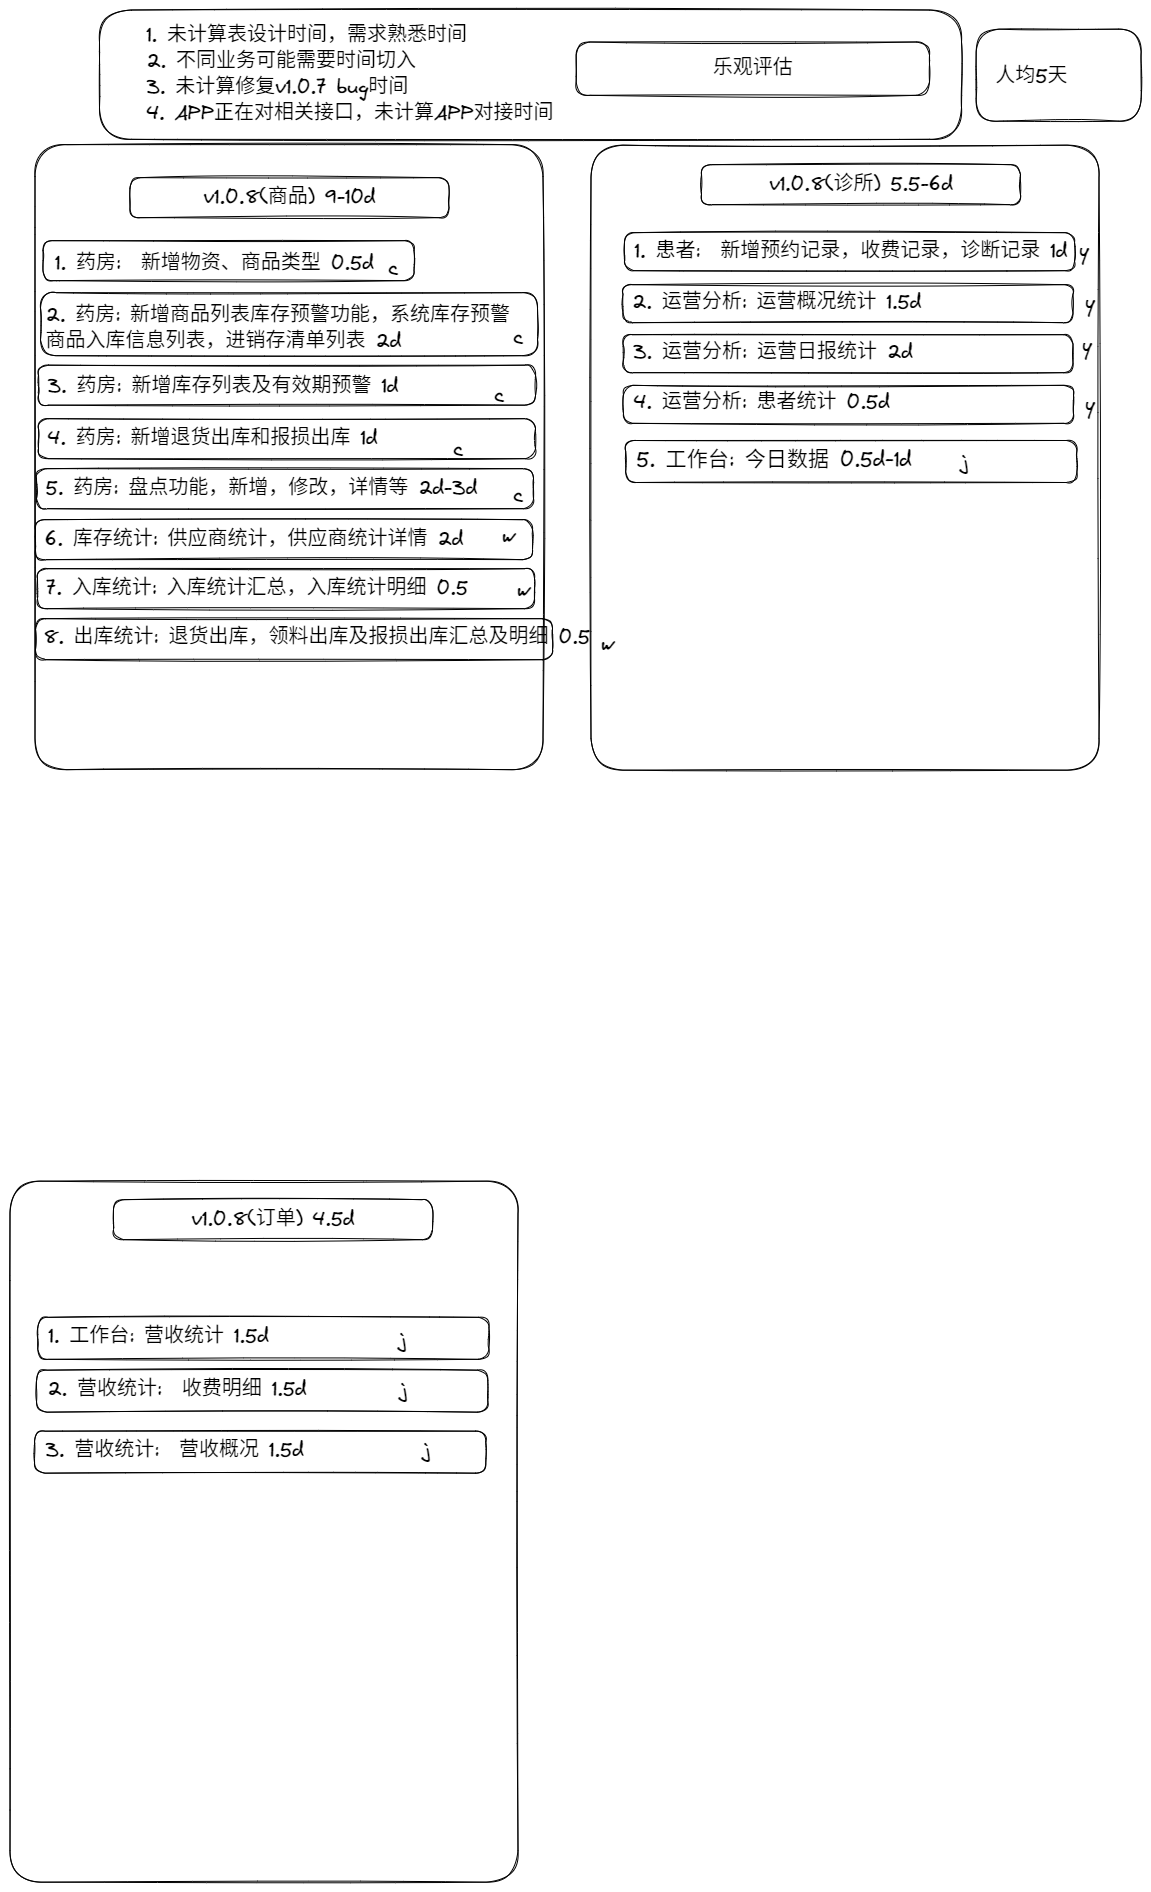 1. 未计算表设计时间，需求熟悉时间
2. 不同业务可能需要时间切入
3. 未计算修复v1.0.7 bug时间
4. APP正在对相关接口，未计算APP对接时间
乐观评估
人均5天
v1.0.8(商品) 9-10d
1. 药房： 新增物资、商品类型 0.5d c
2. 药房：新增商品列表库存预警功能，系统库存预警
商品入库信息列表，进销存清单列表 2d c
3. 药房：新增库存列表及有效期预警 1d c
4. 药房：新增退货出库和报损出库 1d c
5. 药房：盘点功能，新增，修改，详情等 2d-3d c
6. 库存统计：供应商统计，供应商统计详情 2d w
7. 入库统计：入库统计汇总，入库统计明细 0.5 w
8. 出库统计：退货出库，领料出库及报损出库汇总及明细 0.5 w
v1.0.8(诊所) 5.5-6d
1. 患者： 新增预约记录，收费记录，诊断记录 1d y
2. 运营分析：运营概况统计 1.5d y
3. 运营分析：运营日报统计 2d y
4. 运营分析：患者统计 0.5d y
5. 工作台：今日数据 0.5d-1d j
v1.0.8(订单) 4.5d
1. 工作台：营收统计 1.5d j
2. 营收统计： 收费明细 1.5d j
3. 营收统计： 营收概况 1.5d j